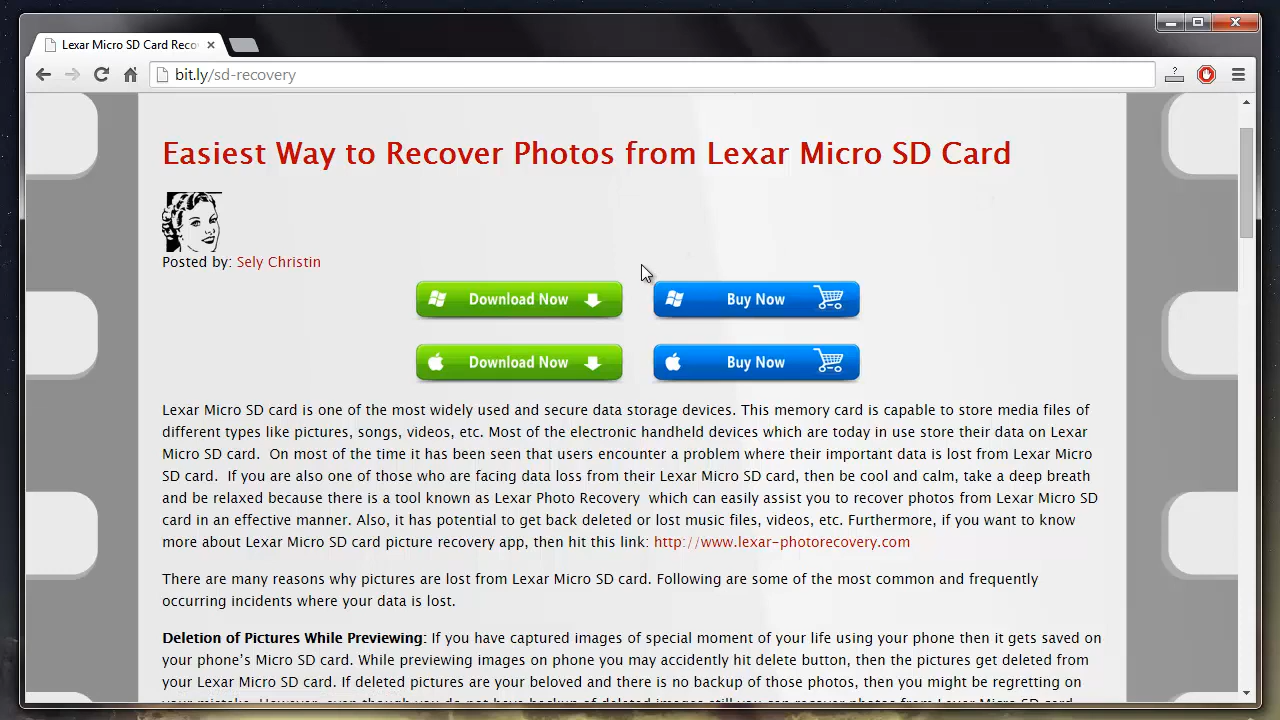 Lexar Micro SD Card Reco
bit.ly/sd-recovery
Easiest Way to Recover Photos from Lexar Micro SD Card
Posted by: Sely Christin
Download Now Buy Now
Download Now Buy Now
Lexar Micro SD card is one of the most widely used and secure data storage devices. This memory card is capable to store media files of
different types like pictures, songs, videos, etc. Most of the electronic handheld devices which are today in use store their data on Lexar
Micro SD card.  On most of the time it has been seen that users encounter a problem where their important data is lost from Lexar Micro
SD card.  If you are also one of those who are facing data loss from their Lexar Micro SD card, then be cool and calm, take a deep breath
and be relaxed because there is a tool known as Lexar Photo Recovery  which can easily assist you to recover photos from Lexar Micro SD
card in an effective manner. Also, it has potential to get back deleted or lost music files, videos, etc. Furthermore, if you want to know
more about Lexar Micro SD card picture recovery app, then hit this link: http://www.lexar-photorecovery.com
There are many reasons why pictures are lost from Lexar Micro SD card. Following are some of the most common and frequently
occurring incidents where your data is lost.
Deletion of Pictures While Previewing: If you have captured images of special moment of your life using your phone then it gets saved on
your phone's Micro SD card. While previewing images on phone you may accidently hit delete button, then the pictures get deleted from
your Lexar Micro SD card. If deleted pictures are your beloved and there is no backup of those photos, then you might be regretting on